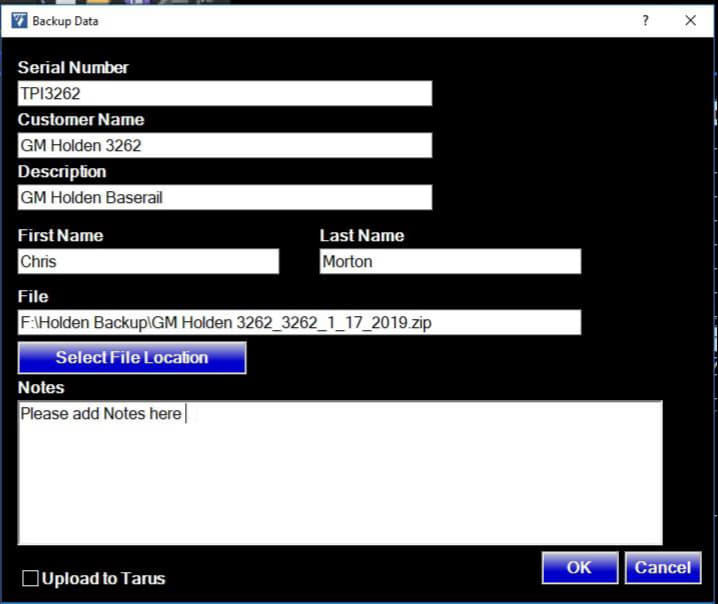 Backup Data
?
Serial Number
TPI3262
Customer Name
GM Holden 3262
Description
GM Holden Baserail
First Name Last Name
Chris Morton
File
F:\Holden Backup\GM Holden 3262_3262_1_17_2019.zip
Select File Location
Notes
Please add Notes here
OK Cancel
Upload to Tarus